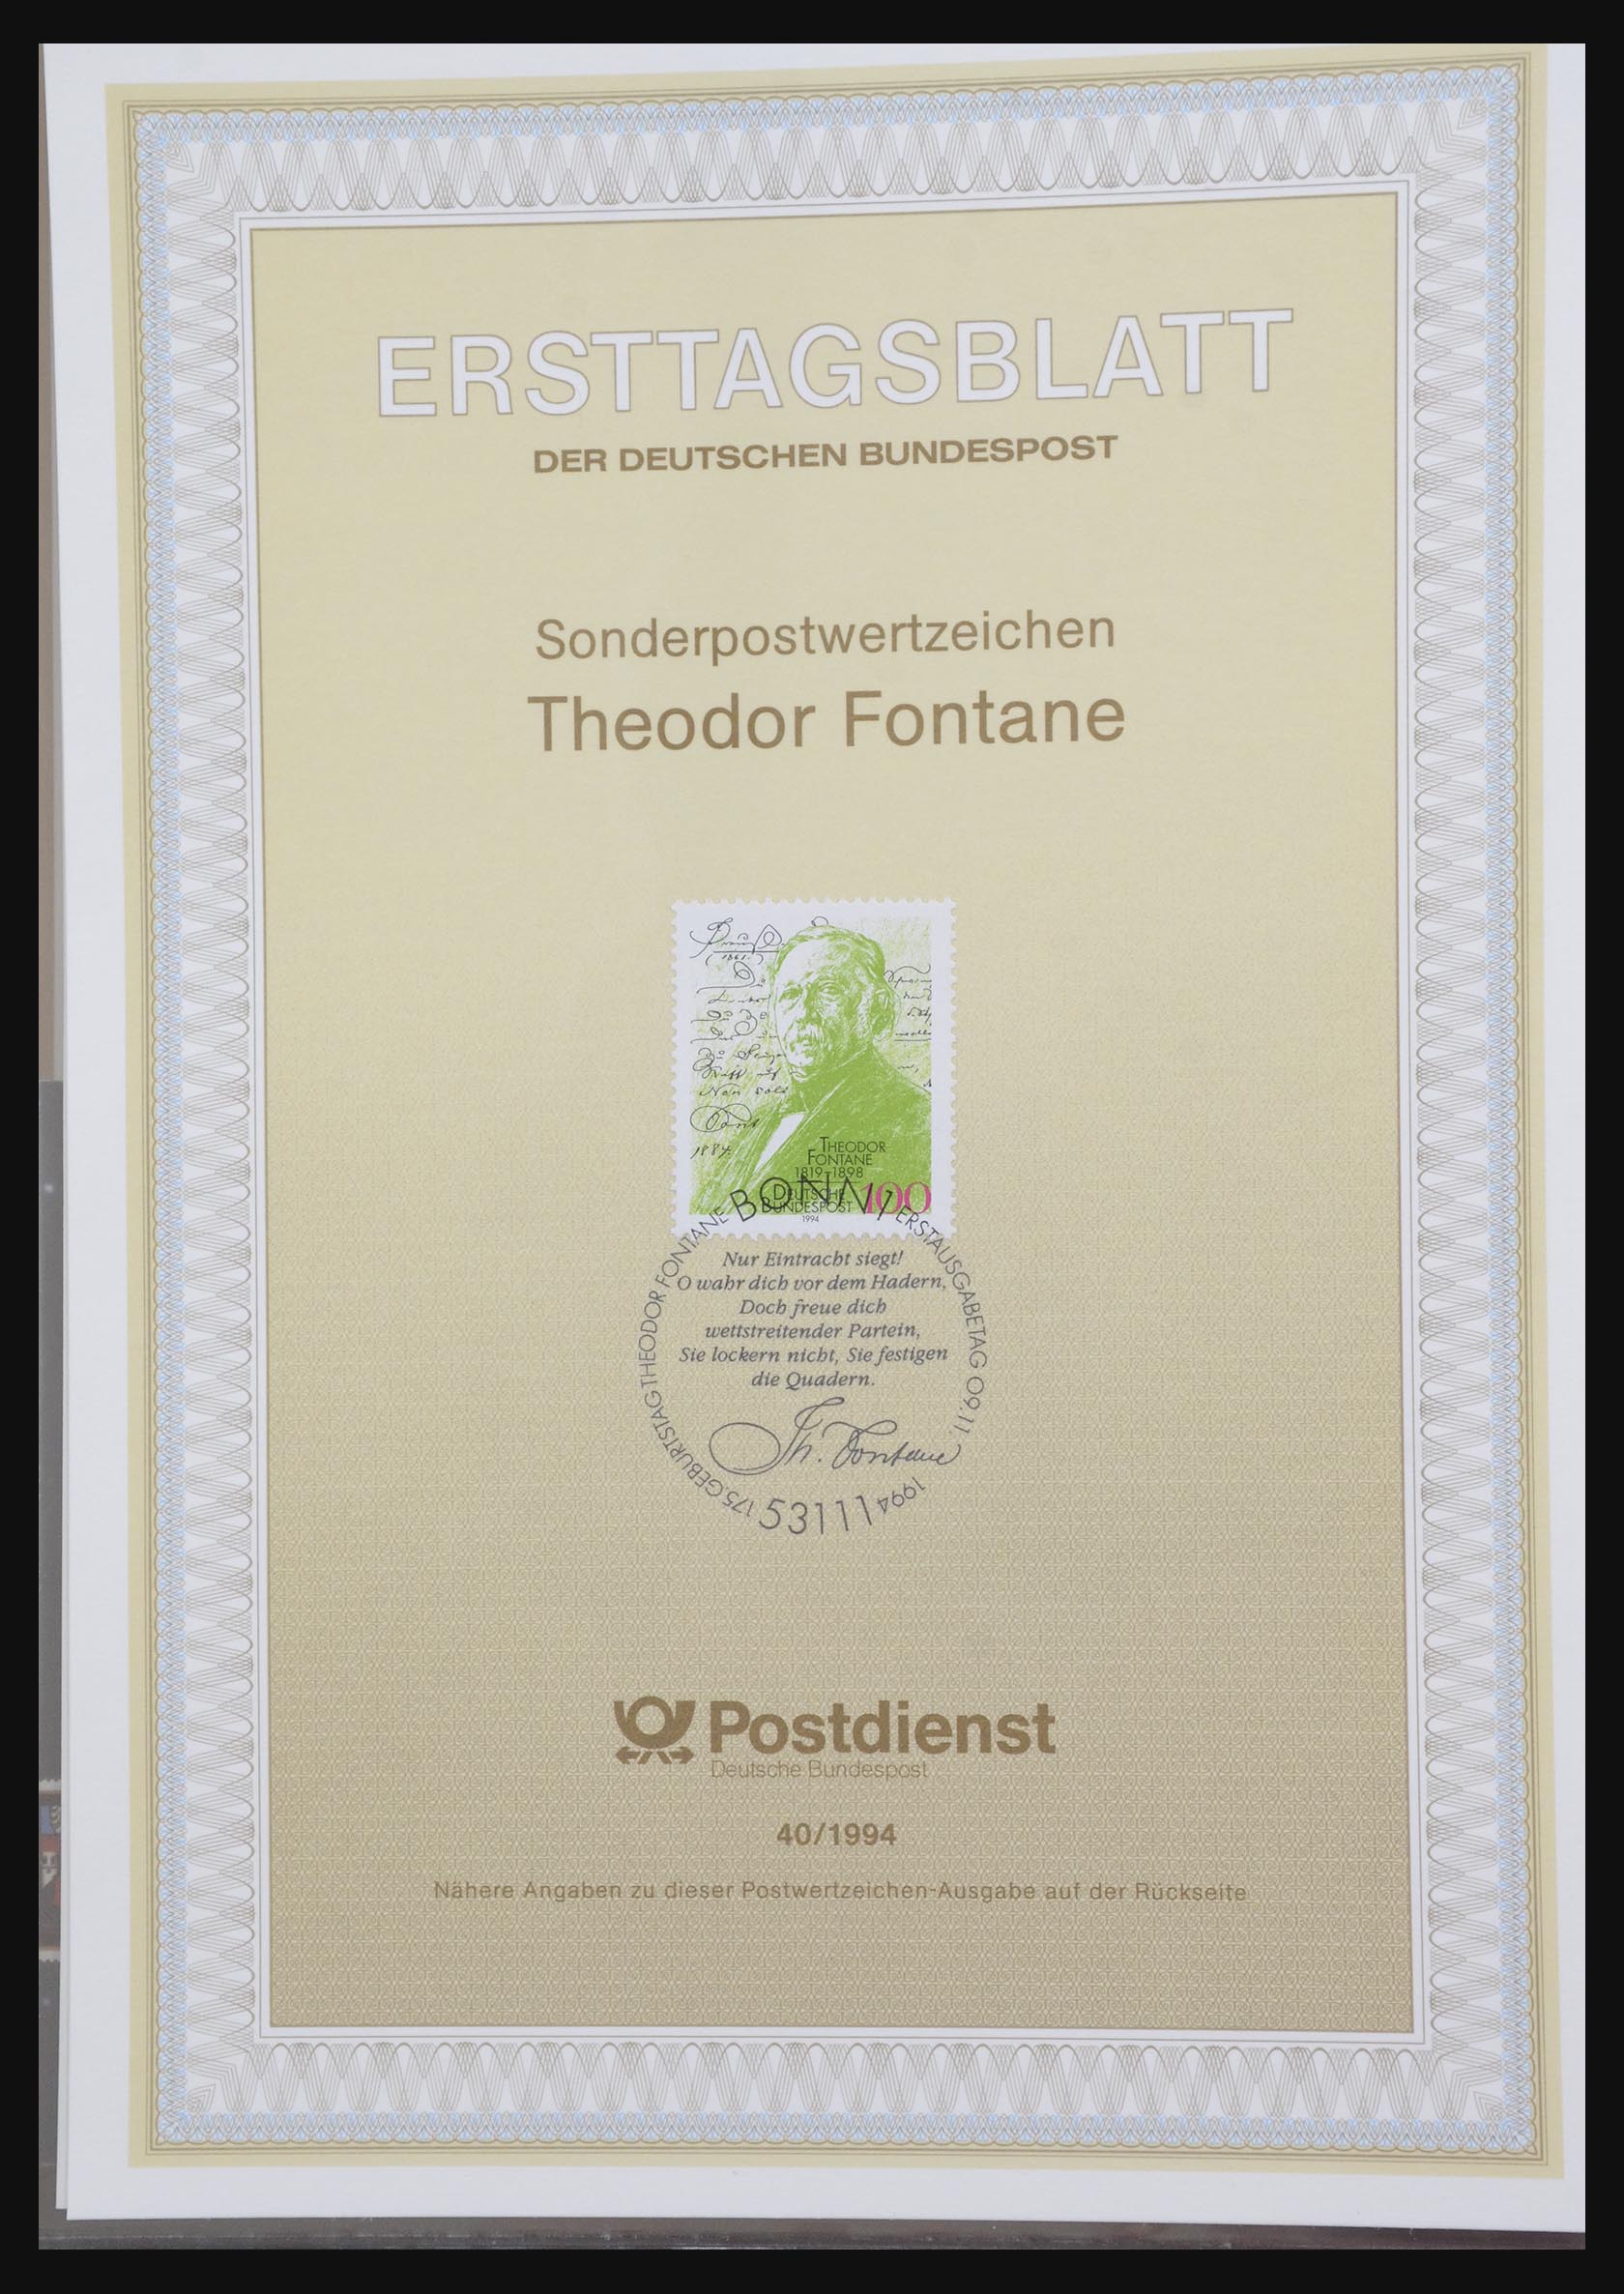 ERSTTAGSBLATT
DER DEUTSCHEN BUNDESPOST
Sonderpostwertzeichen
Theodor Fontane
(1861.)
1884.
THEODOR
FONTANE
1819–1898
DEUTSCHE
BUNDESPOST
100
1994
BONN 1
175.GEBURTSTAG THEODOR FONTANE
ERSTAUSGABETAG 09.11.1994
Nur Eintracht siegt!
O wahr dich vor dem Hadern,
Doch freue dich
wettstreitender Partein,
Sie lockern nicht, Sie festigen
die Quadern.
Th. Fontane
53111
Postdienst
Deutsche Bundespost
40/1994
Nähere Angaben zu dieser Postwertzeichen-Ausgabe auf der Rückseite